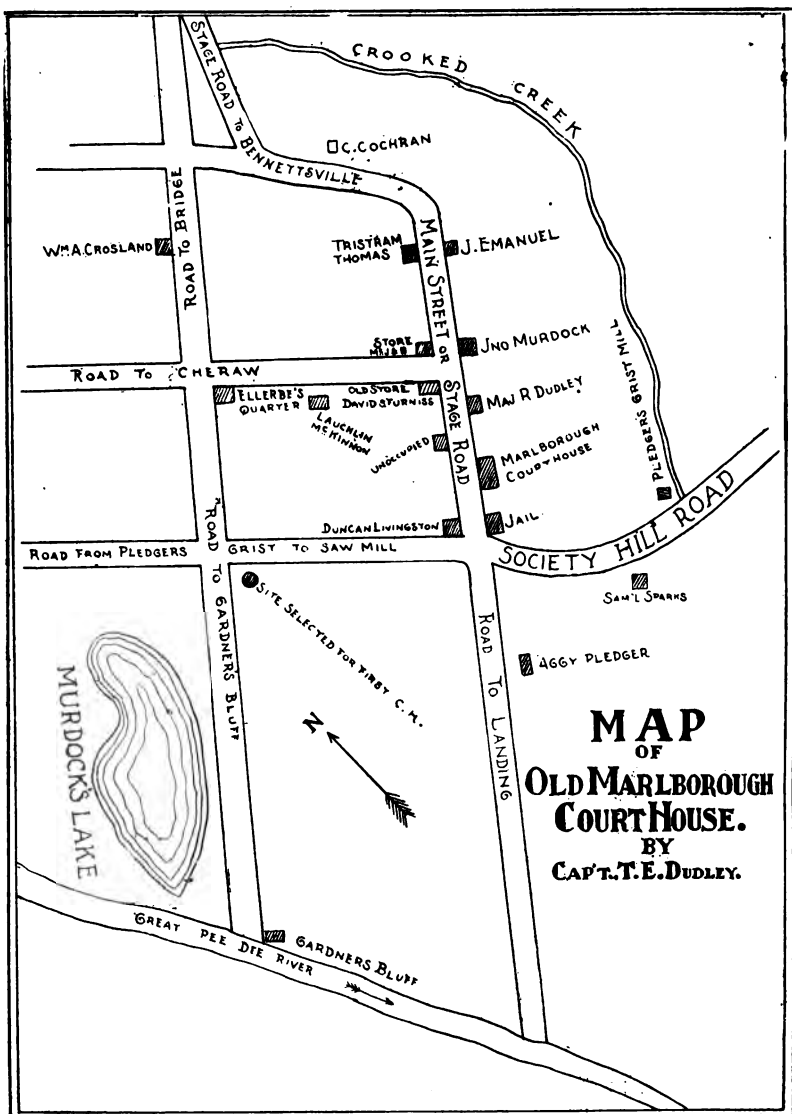 STAGE ROAD TO BENNETTSVILLE
CROOKED CREEK
C. COCHRAN
WM. A. CROSLAND
ROAD TO BRIDGE
TRISTRAM
THOMAS
MAIN STREET OR STAGE ROAD
J. EMANUEL
STORE
JNO MURDOCK
ROAD TO CHERAW
ELLERBE'S
QUARTER
LAUCHLIN
MCKINNON
OLD STORE
DAVID STURNISS
MAJ R DUDLEY
PLEDGERS GRIST MILL
UNOCCUPIED
MARLBOROUGH
COURT HOUSE
DUNCAN LIVINGSTON
JAIL
SOCIETY HILL ROAD
ROAD FROM PLEDGERS GRIST TO SAW MILL
ROAD TO GARDNER'S BLUFF
SAM'L SPARKS
SITE SELECTED FOR FIRST C. H.
ROAD TO LANDING
AGGY PLEDGER
MURDOCK'S LAKE
N
MAP
OF
OLD MARLBOROUGH
COURT HOUSE.
BY
CAP'T., T. E. DUDLEY.
GREAT PEE DEE RIVER
GARDNERS BLUFF